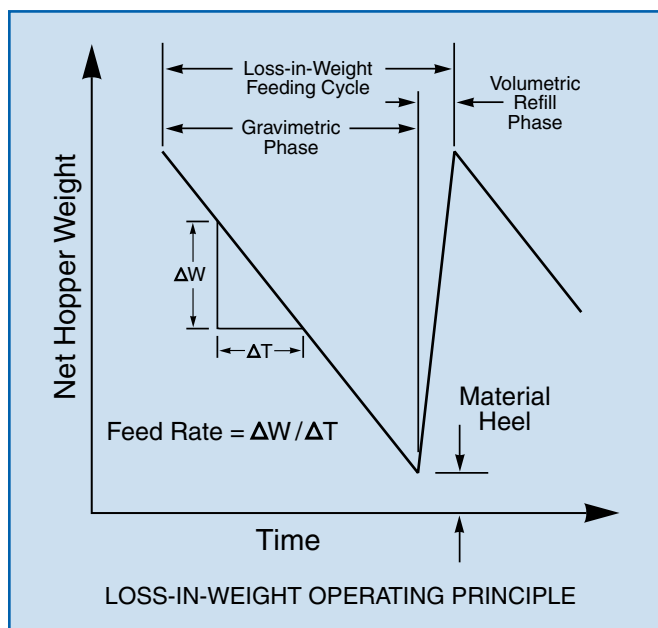 Loss-in-Weight
Feeding Cycle
Volumetric
Refill
Phase
Gravimetric
Phase
Net Hopper Weight
ΔW
ΔT
Feed Rate = ΔW/ΔT
Material
Heel
Time
LOSS-IN-WEIGHT OPERATING PRINCIPLE